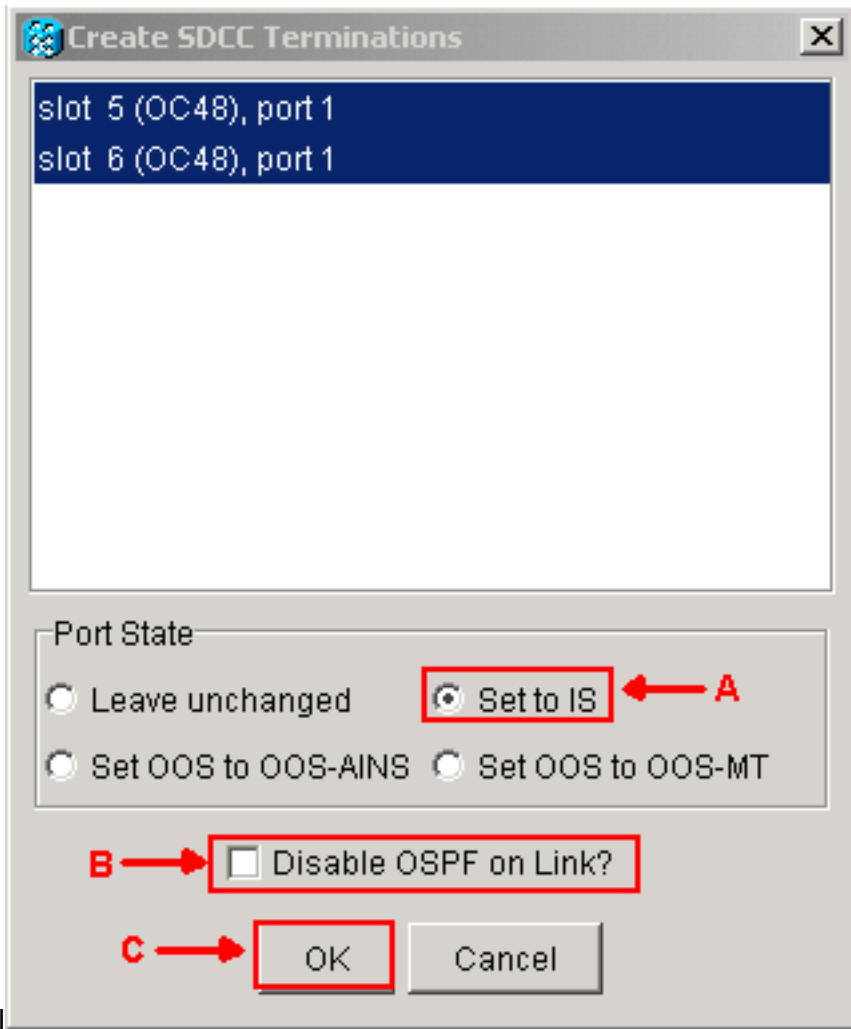 Create SDCC Terminations
slot 5 (OC48), port 1
slot 6 (OC48), port 1
Port State
Leave unchanged
Set to IS
A
Set OOS to OOS-AINS
Set OOS to OOS-MT
B
Disable OSPF on Link?
C
OK
Cancel